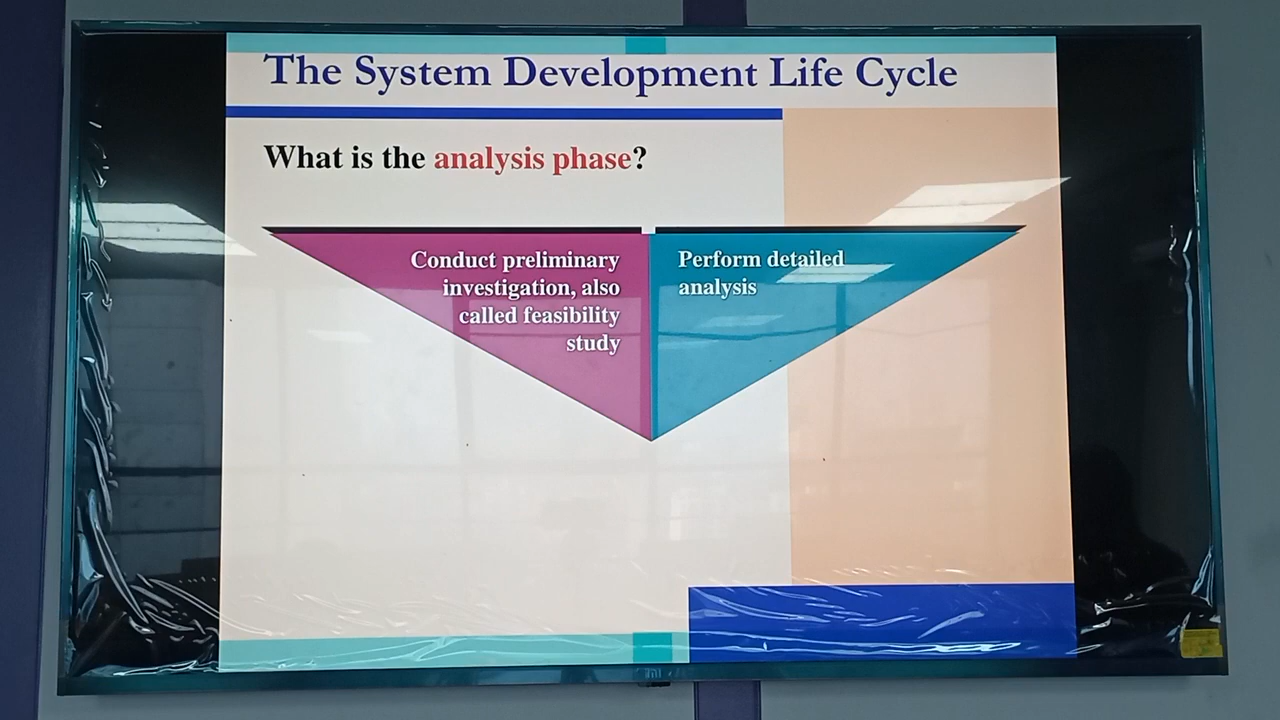 The System Development Life Cycle
What is the analysis phase?
Conduct preliminary
investigation, also
called feasibility
study
Perform detailed
analysis